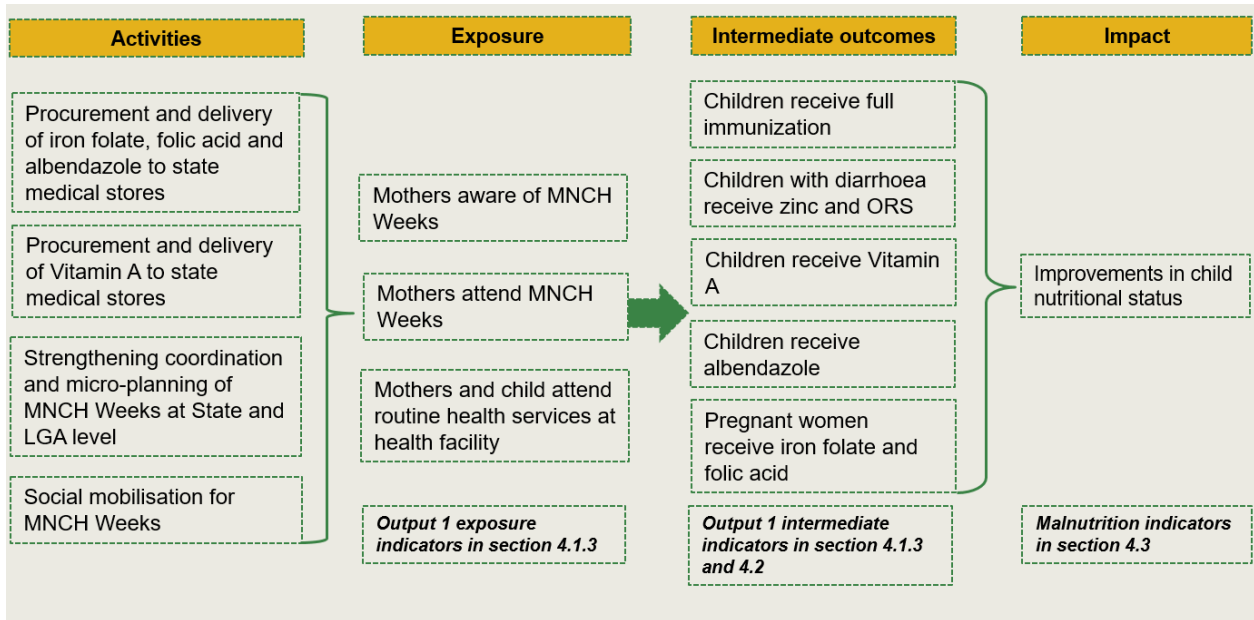 Activities
Procurement and delivery
of iron folate, folic acid and
albendazole to state
medical stores
Procurement and delivery
of Vitamin A to state
medical stores
Strengthening coordination
and micro-planning of
MNCH Weeks at State and
LGA level
Social mobilisation for
MNCH Weeks
Exposure
Mothers aware of MNCH
Weeks
Mothers attend MNCH
Weeks
Mothers and child attend
routine health services at
health facility
Output 1 exposure
indicators in section 4.1.3
Intermediate outcomes
Children receive full
immunization
Children with diarrhoea
receive zinc and ORS
Children receive Vitamin
A
Children receive
albendazole
Pregnant women
receive iron folate and
folic acid
Output 1 intermediate
indicators in section 4.1.3
and 4.2
Impact
Improvements in child
nutritional status
Malnutrition indicators
in section 4.3